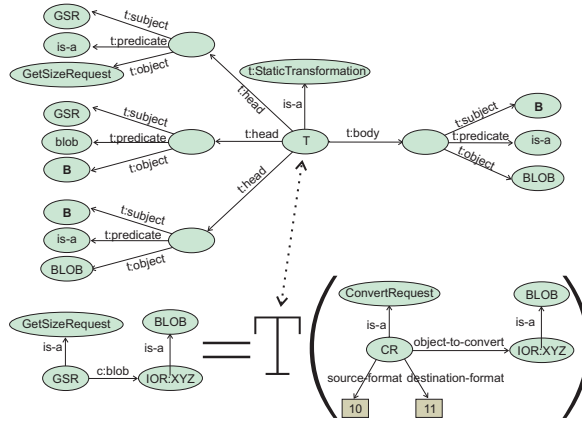 GSR
t:subject
is-a
t:predicate
GetSizeRequest
t:object
t:head
t:StaticTransformation
is-a
GSR
t:subject
blob
t:predicate
B
t:object
t:head
T
t:body
t:subject
B
t:predicate
is-a
t:object
BLOB
t:head
B
t:subject
is-a
t:predicate
BLOB
t:object
GetSizeRequest
BLOB
is-a
is-a
GSR
c:blob
IOR:XYZ
=
T
ConvertRequest
BLOB
is-a
is-a
CR
object-to-convert
IOR:XYZ
source-format
destination-format
10
11